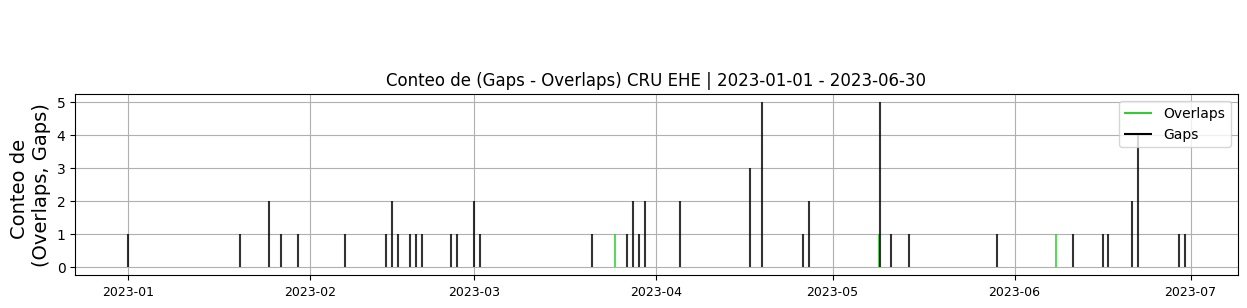 Conteo de (Gaps - Overlaps) CRU EHE | 2023-01-01 - 2023-06-30
Conteo de
(Overlaps, Gaps)
5
4
3
2
1
0
Overlaps
Gaps
2023-01
2023-02
2023-03
2023-04
2023-05
2023-06
2023-07